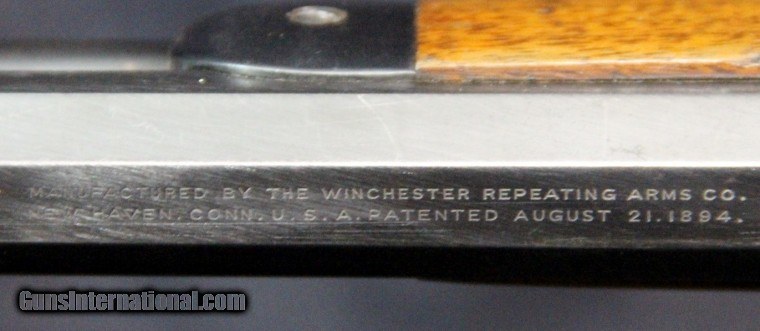 MANUFACTURED BY THE WINCHESTER REPEATING ARMS CO.
NEW HAVEN. CONN. U. S. A. PATENTED AUGUST 21. 1894.
GunsInternational.com